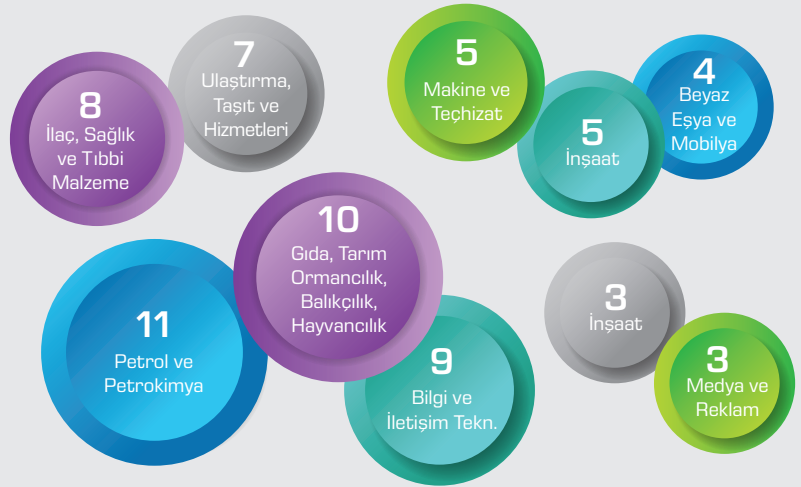 7
Ulaştırma,
Taşıt ve
Hizmetleri
8
İlaç, Sağlık
ve Tıbbi
Malzeme
5
Makine ve
Teçhizat
5
İnşaat
4
Beyaz
Eşya ve
Mobilya
10
Gıda, Tarım
Ormancılık,
Balıkçılık,
Hayvancılık
11
Petrol ve
Petrokimya
9
Bilgi ve
İletişim Tekn.
3
İnşaat
3
Medya ve
Reklam